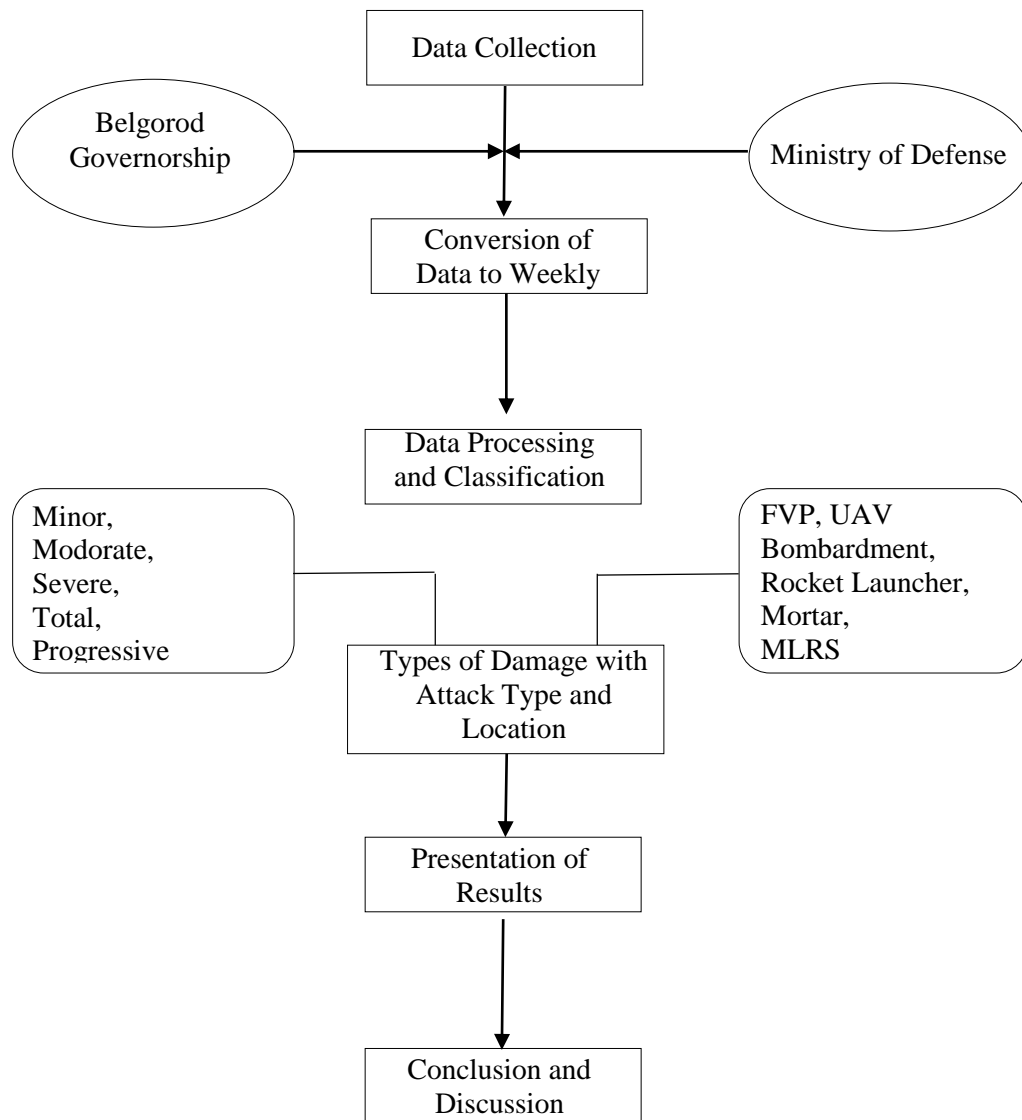 Data Collection
Belgorod
Governorship
Ministry of Defense
Conversion of
Data to Weekly
Data Processing
and Classification
Minor,
Modorate,
Severe,
Total,
Progressive
FVP, UAV
Bombardment,
Rocket Launcher,
Mortar,
MLRS
Types of Damage with
Attack Type and
Location
Presentation of
Results
Conclusion and
Discussion